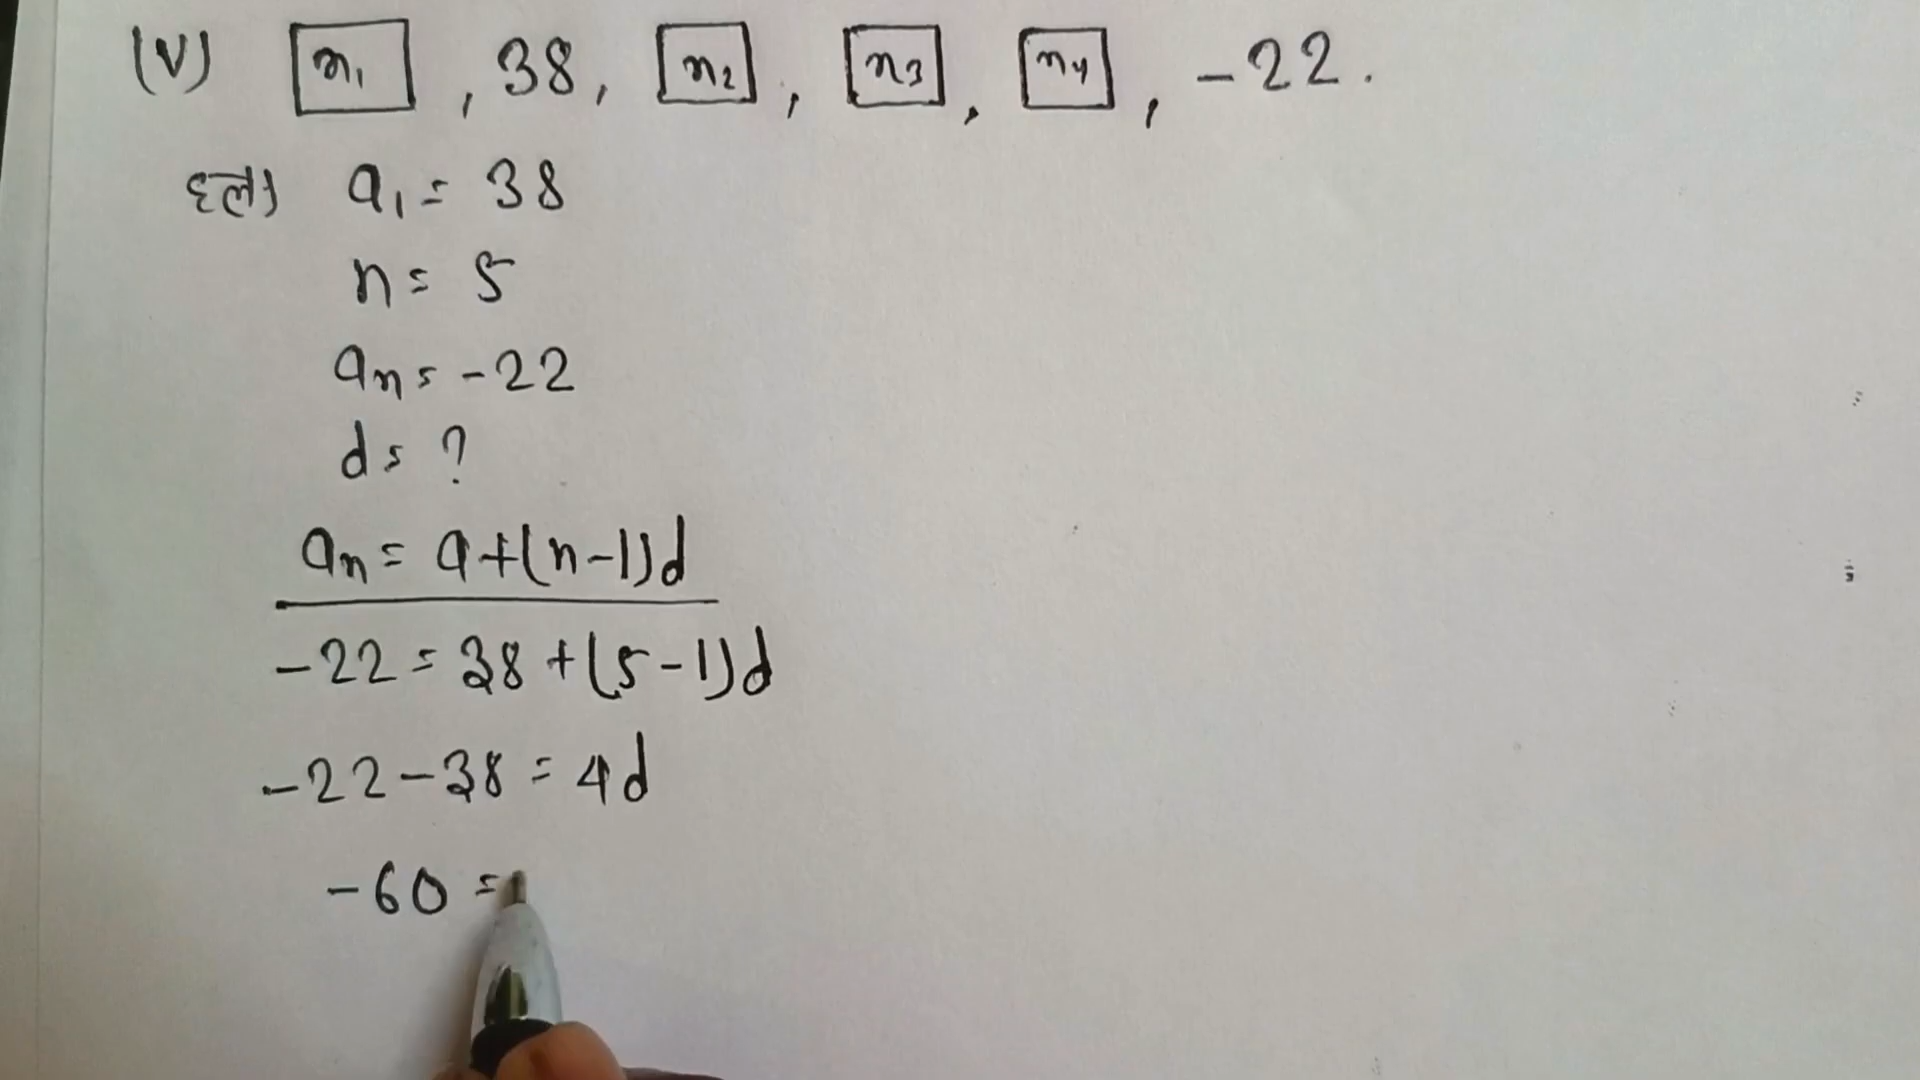 (V) x₁ , 38, x₂ , x₃ , x₄ , -22.
हल) a₁ = 38
n = 5
an = -22
d = ?
an = a+(n-1)d
-22 = 38+(5-1)d
-22-38 = 4d
-60 =